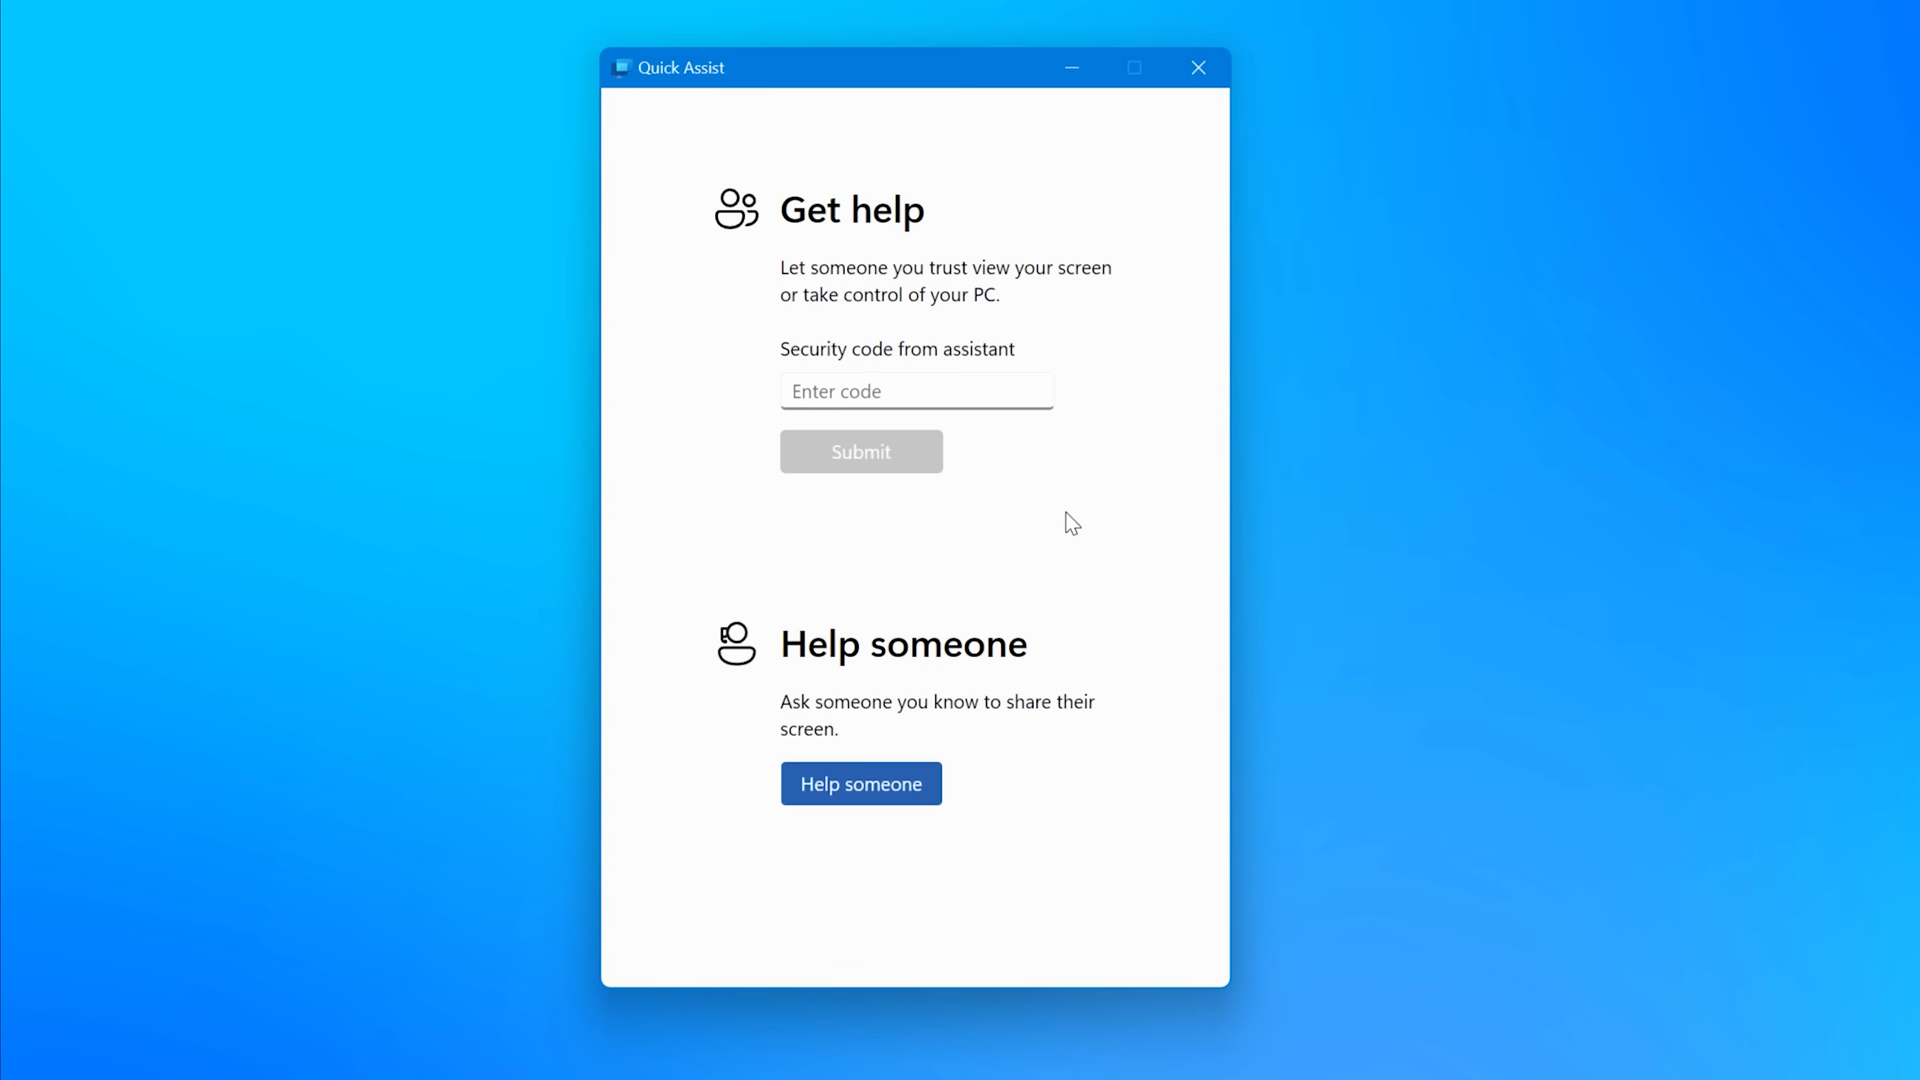 Quick Assist
Get help
Let someone you trust view your screen
or take control of your PC.
Security code from assistant
Enter code
Submit
Help someone
Ask someone you know to share their
screen.
Help someone